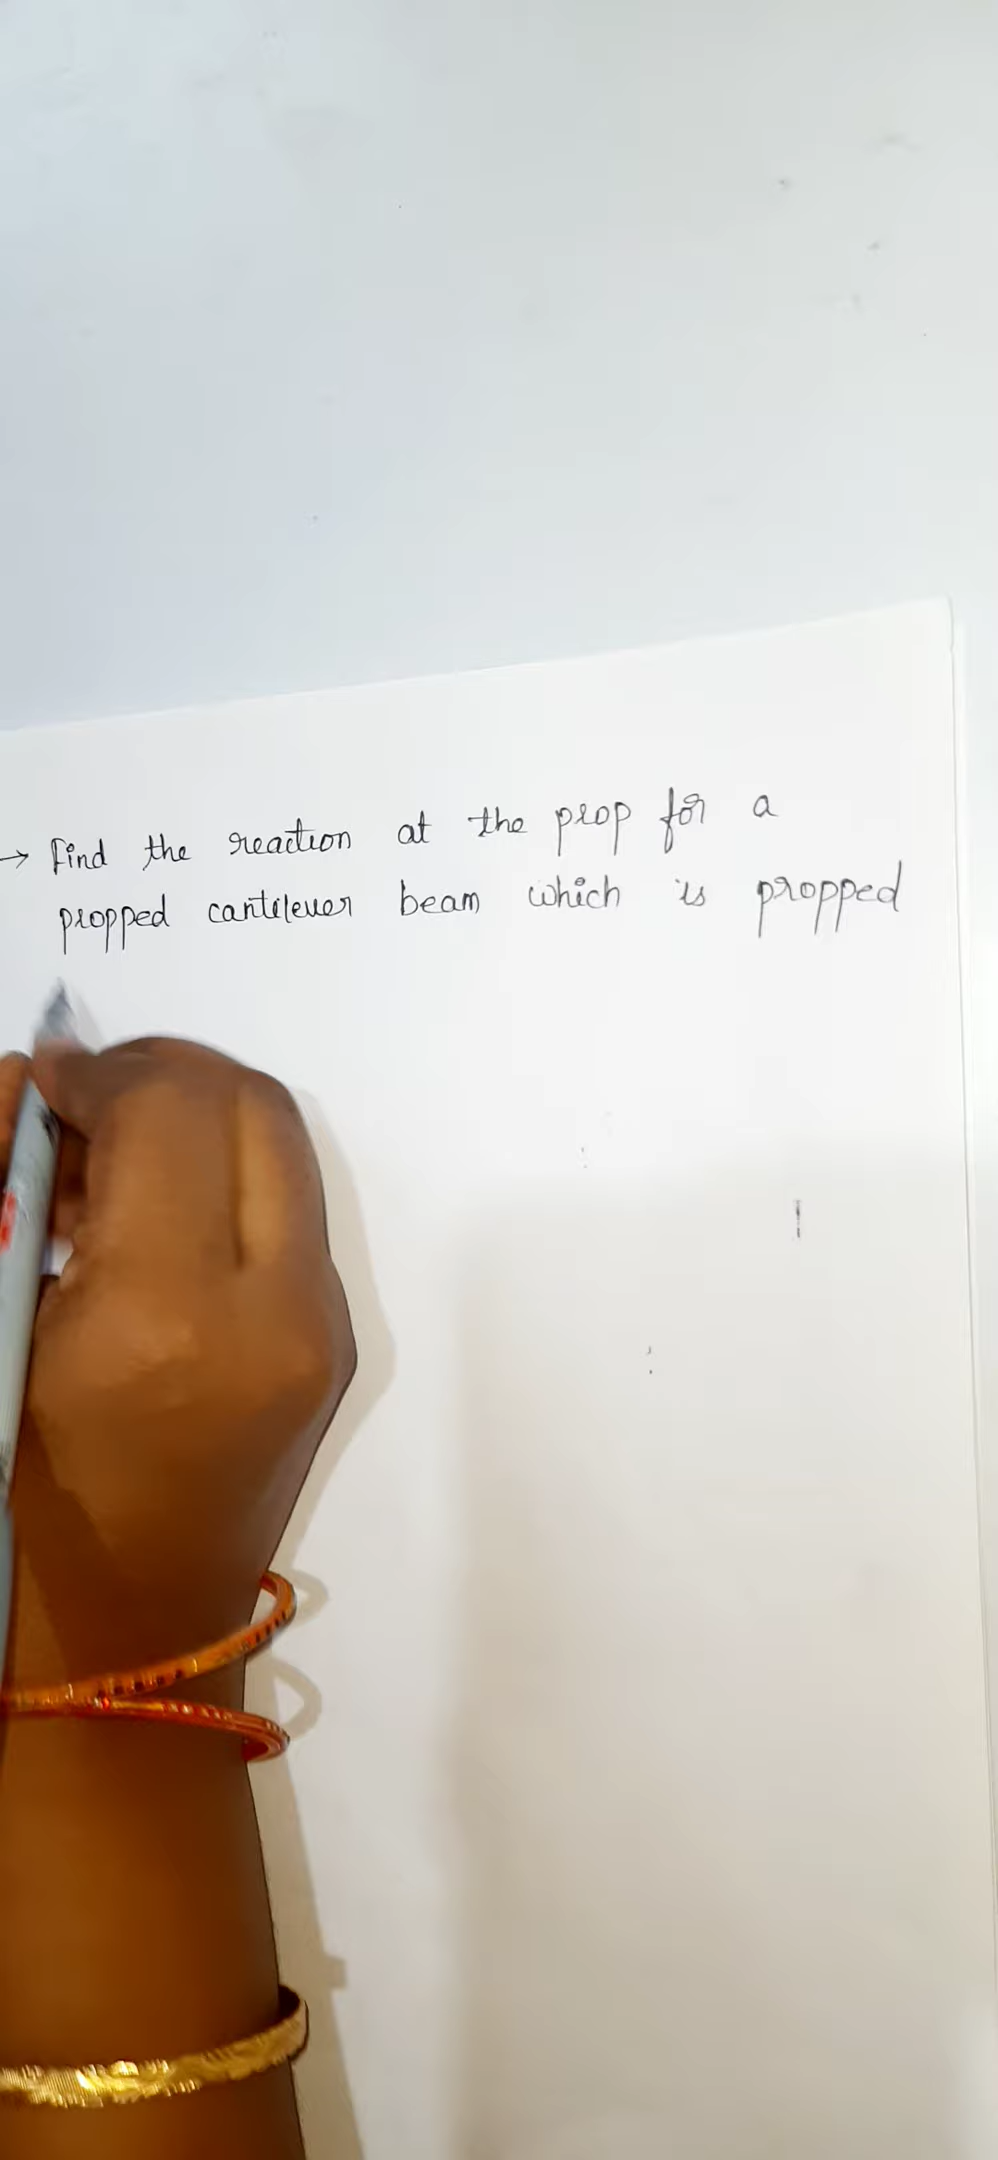 → Find the reaction at the prop for a
propped cantilever beam which is propped